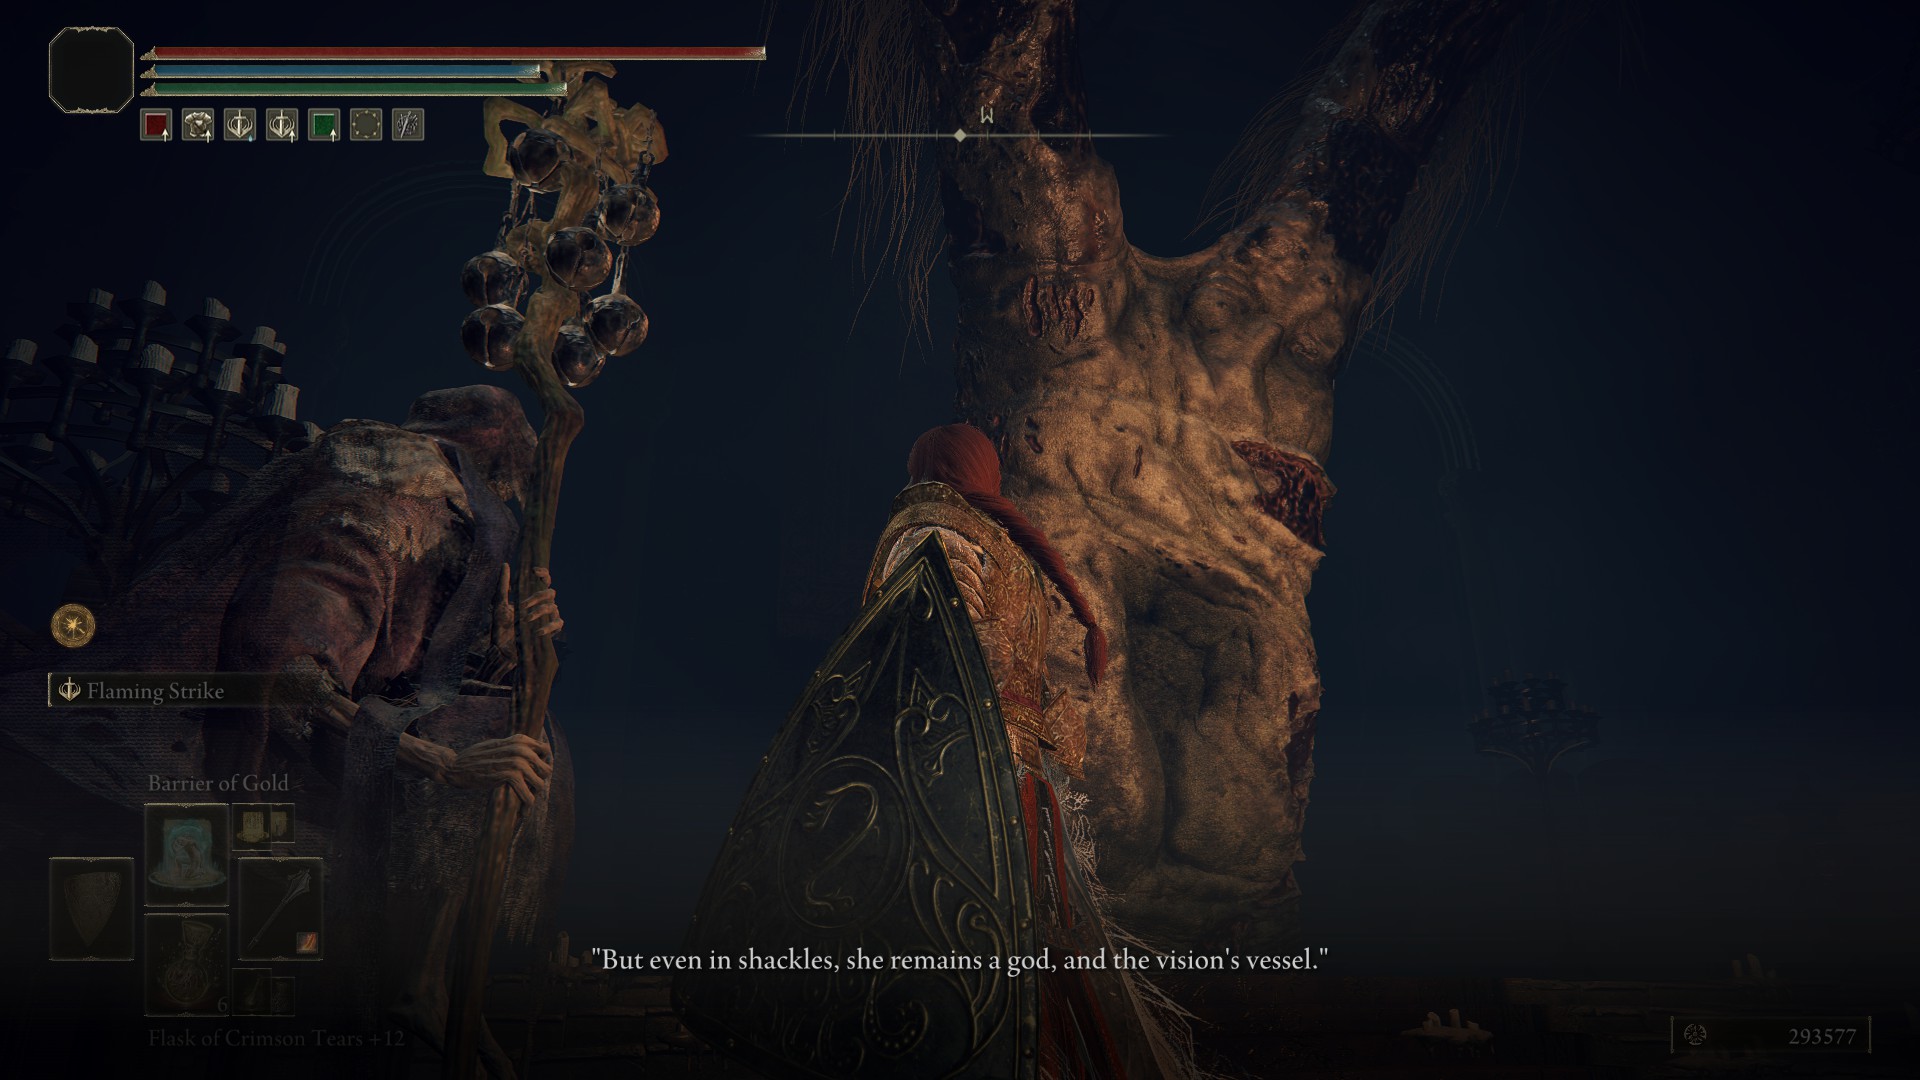 W
Flaming Strike
Barrier of Gold
6
Flask of Crimson Tears +12
"But even in shackles, she remains a god, and the vision's vessel."
293577